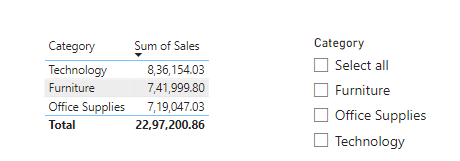 Category Sum of Sales
Technology 8,36,154.03
Furniture 7,41,999.80
Office Supplies 7,19,047.03
Total 22,97,200.86
Category
Select all
Furniture
Office Supplies
Technology